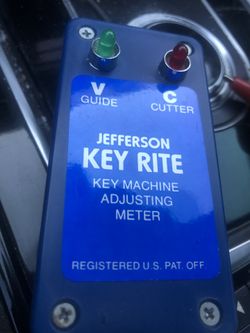 V C
GUIDE CUTTER
JEFFERSON
KEY RITE
KEY MACHINE
ADJUSTING
METER
REGISTERED U.S. PAT. OFF